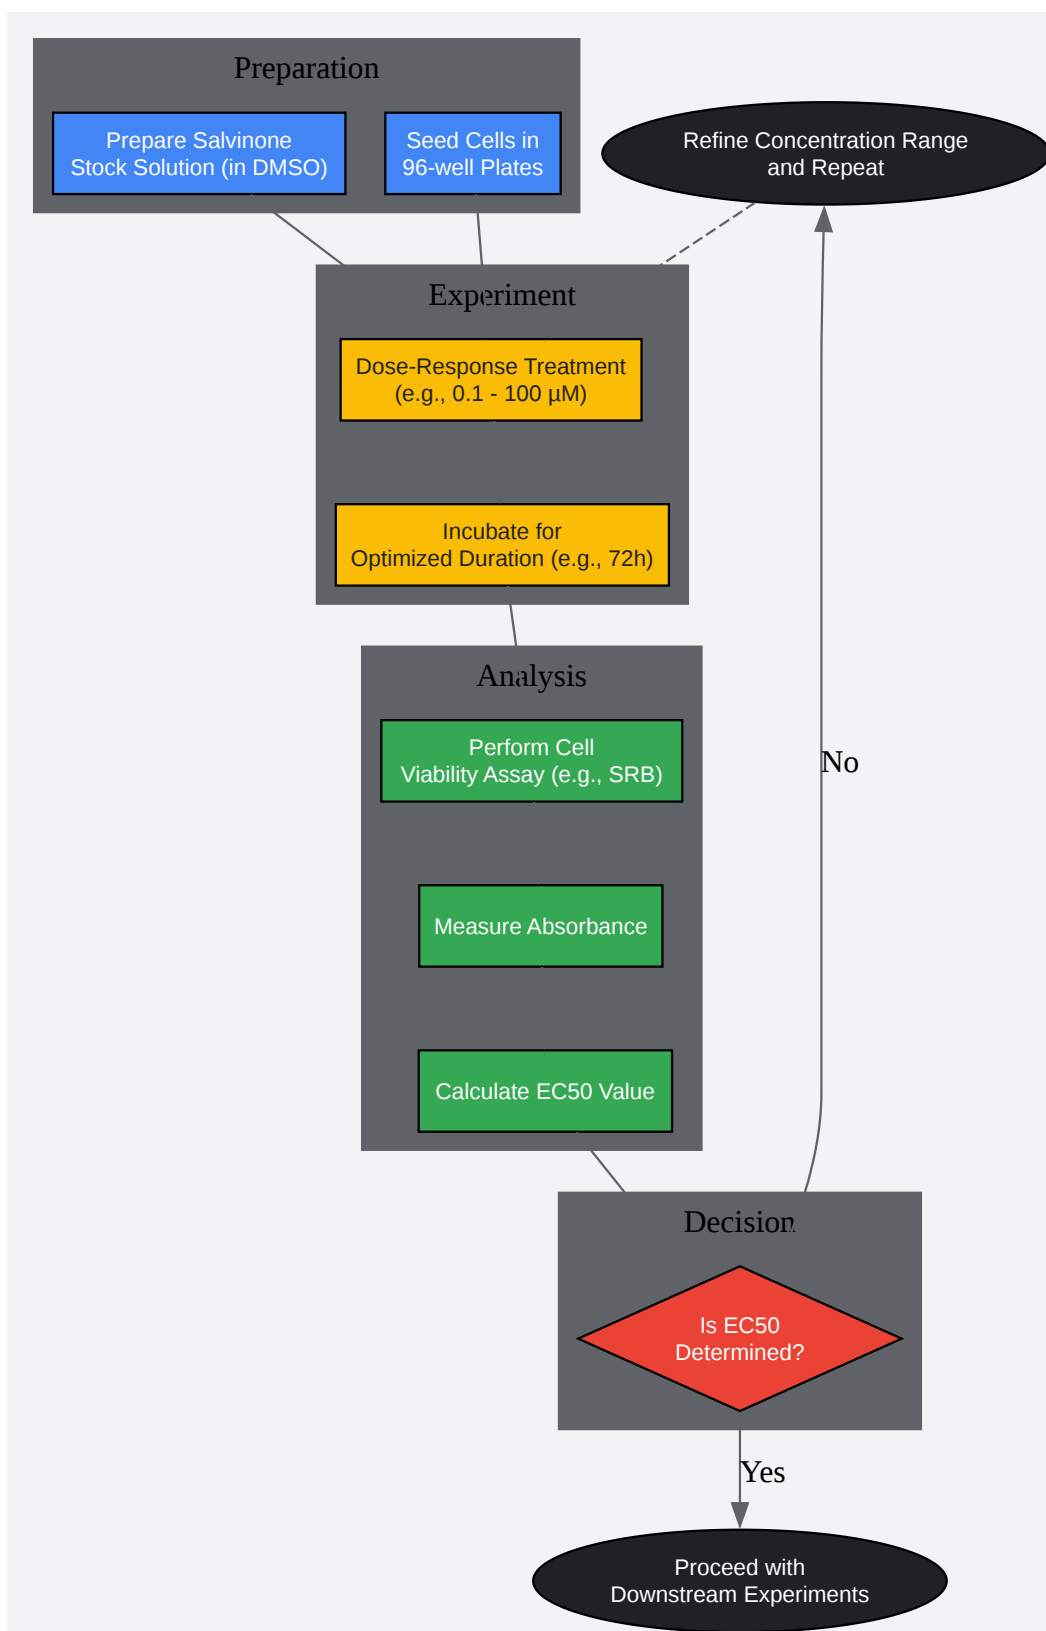 Preparation
Prepare Salvinone
Stock Solution (in DMSO)
Seed Cells in
96-well Plates
Refine Concentration Range
and Repeat
Experiment
Dose-Response Treatment
(e.g., 0.1 - 100 µM)
Incubate for
Optimized Duration (e.g., 72h)
Analysis
Perform Cell
Viability Assay (e.g., SRB)
No
Measure Absorbance
Calculate EC50 Value
Decision
Is EC50
Determined?
Yes
Proceed with
Downstream Experiments